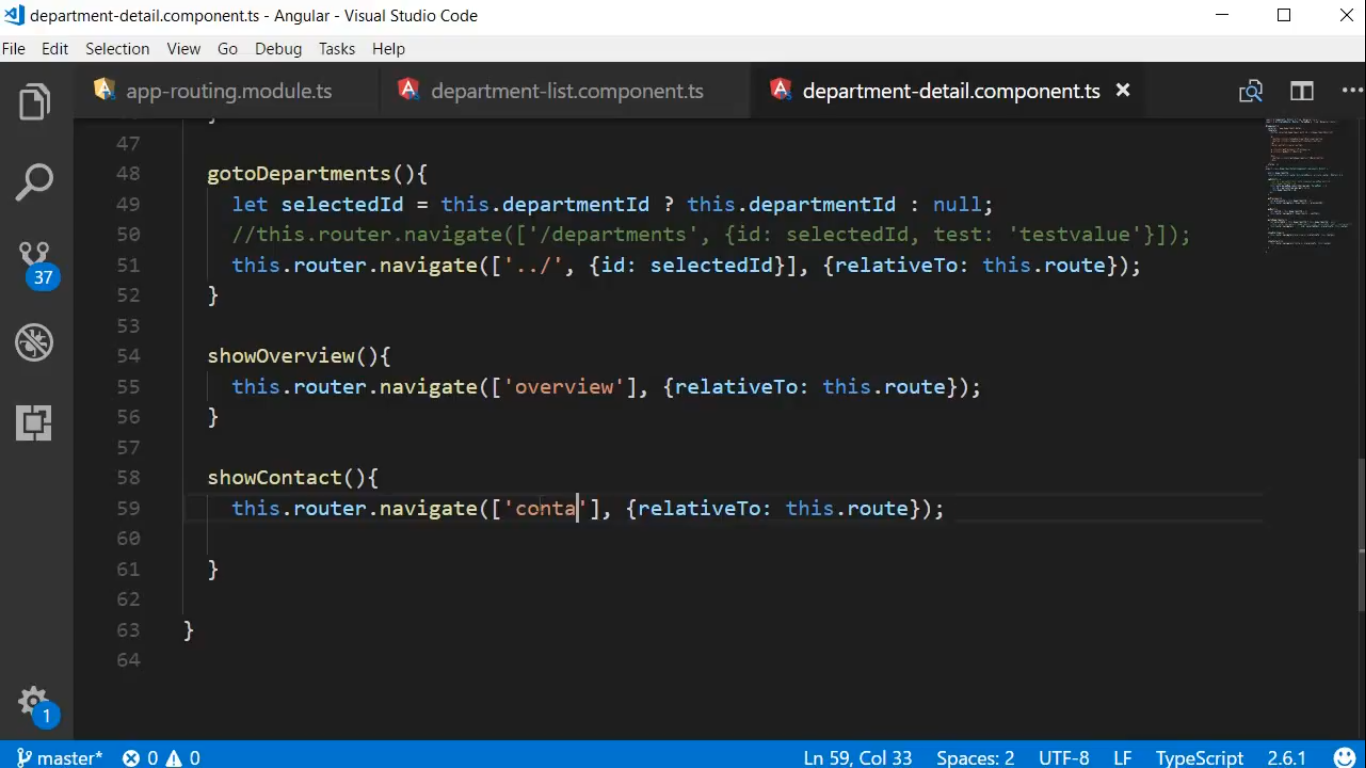 department-detail.component.ts - Angular - Visual Studio Code
File Edit Selection View Go Debug Tasks Help
app-routing.module.ts department-list.component.ts department-detail.component.ts
47
48 gotoDepartments(){
49 let selectedId = this.departmentId ? this.departmentId : null;
50 //this.router.navigate(['/departments', {id: selectedId, test: 'testvalue'}]);
51 this.router.navigate(['../', {id: selectedId}], {relativeTo: this.route});
52 }
53
54 showOverview(){
55 this.router.navigate(['overview'], {relativeTo: this.route});
56 }
57
58 showContact(){
59 this.router.navigate(['conta'], {relativeTo: this.route});
60
61 }
62
63 }
64
37
1
master* 0 0 Ln 59, Col 33 Spaces: 2 UTF-8 LF TypeScript 2.6.1